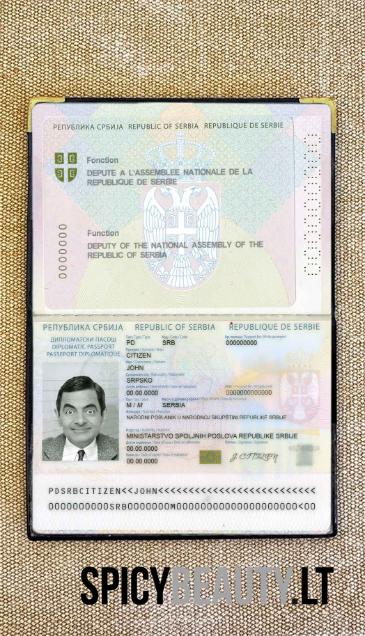 РЕПУБЛИКА СРБИЈА REPUBLIC OF SERBIA REPUBLIQUE DE SERBIE
Fonction
DEPUTE A L'ASSEMBLEE NATIONALE DE LA
REPUBLIQUE DE SERBIE
0000000
Function
DEPUTY OF THE NATIONAL ASSEMBLY OF THE
REPUBLIC OF SERBIA
РЕПУБЛИКА СРБИЈА REPUBLIC OF SERBIA REPUBLIQUE DE SERBIE
ДИПЛОМАТСКИ ПАСОШ
DIPLOMATIC PASSPORT
PASSEPORT DIPLOMATIQUE
PD SRB 000000000
CITIZEN
JOHN
SRPSKO
00.00.0000 0000000000000
M / M SERBIA
NARODNI POSLANIK U NARODNOJ SKUPŠTINI REPUBLIKE SRBIJE
00.00.0000 MINISTARSTVO SPOLJNIH POSLOVA REPUBLIKE SRBIJE
00.00.0000
J. CITIZEN
PDSRBCITIZEN<<JOHN<<<<<<<<<<<<<<<<<<<<<<<<<<
0000000000SRB0000000M00000000000000000000<00
SPICYBEAUTY.LT